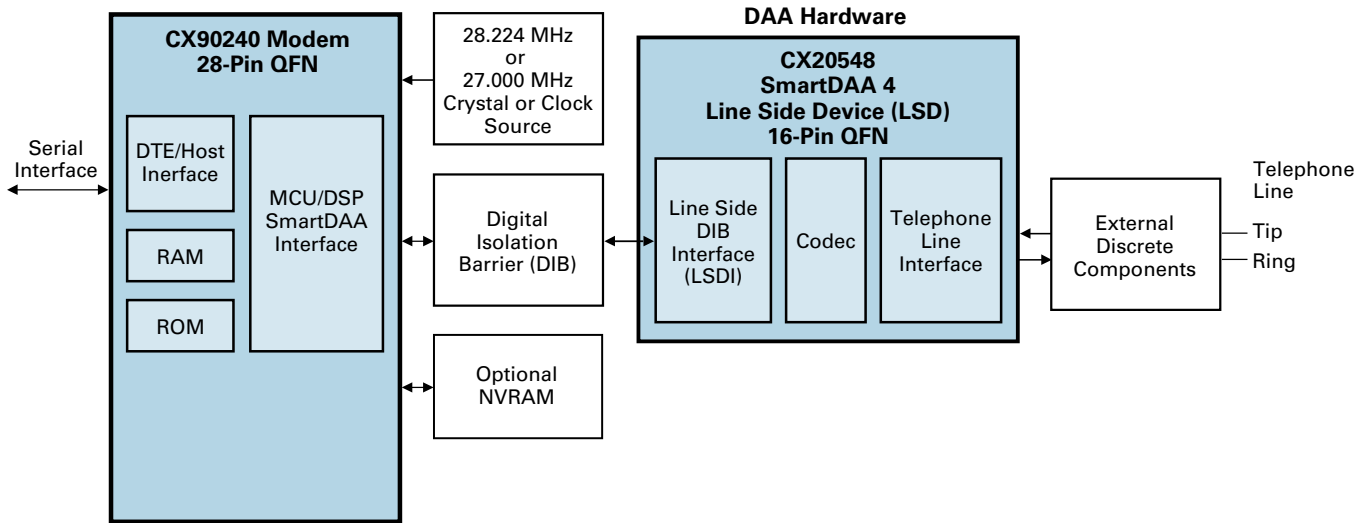 CX90240 Modem
28-Pin QFN
Serial
Interface
DTE/Host
Inerface
RAM
ROM
MCU/DSP
SmartDAA
Interface
28.224 MHz
or
27.000 MHz
Crystal or Clock
Source
Digital
Isolation
Barrier (DIB)
Optional
NVRAM
DAA Hardware
CX20548
SmartDAA 4
Line Side Device (LSD)
16-Pin QFN
Line Side
DIB
Interface
(LSDI)
Codec
Telephone
Line
Interface
External
Discrete
Components
Telephone
Line
Tip
Ring